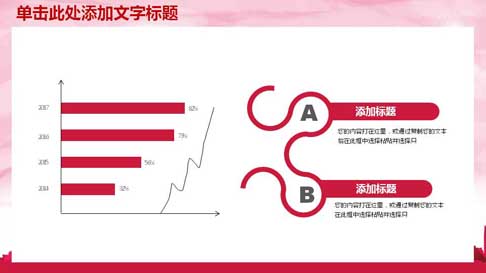 单击此处添加文字标题
2017
82%
2016
73%
2015
56%
2014
32%
A
添加标题
您的内容打在这里，或通过复制您的文本
后在此框中选择粘贴并选择只
B
添加标题
您的内容打在这里，或通过复制您的文本
在此框中选择粘贴并选择只